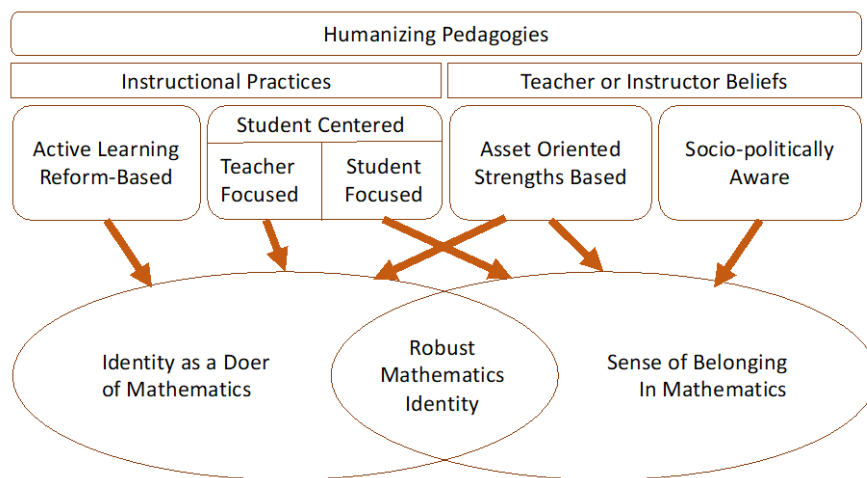 Humanizing Pedagogies
Instructional Practices
Teacher or Instructor Beliefs
Active Learning
Reform-Based
Student Centered
Teacher
Focused
Student
Focused
Asset Oriented
Strengths Based
Socio-politically
Aware
Identity as a Doer
of Mathematics
Robust
Mathematics
Identity
Sense of Belonging
In Mathematics